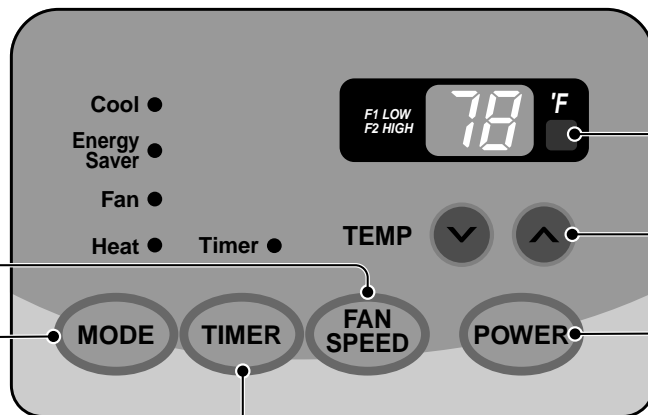 Cool
Energy
Saver
Fan
Heat
Timer
F1 LOW
F2 HIGH
78
'F
TEMP
MODE
TIMER
FAN
SPEED
POWER